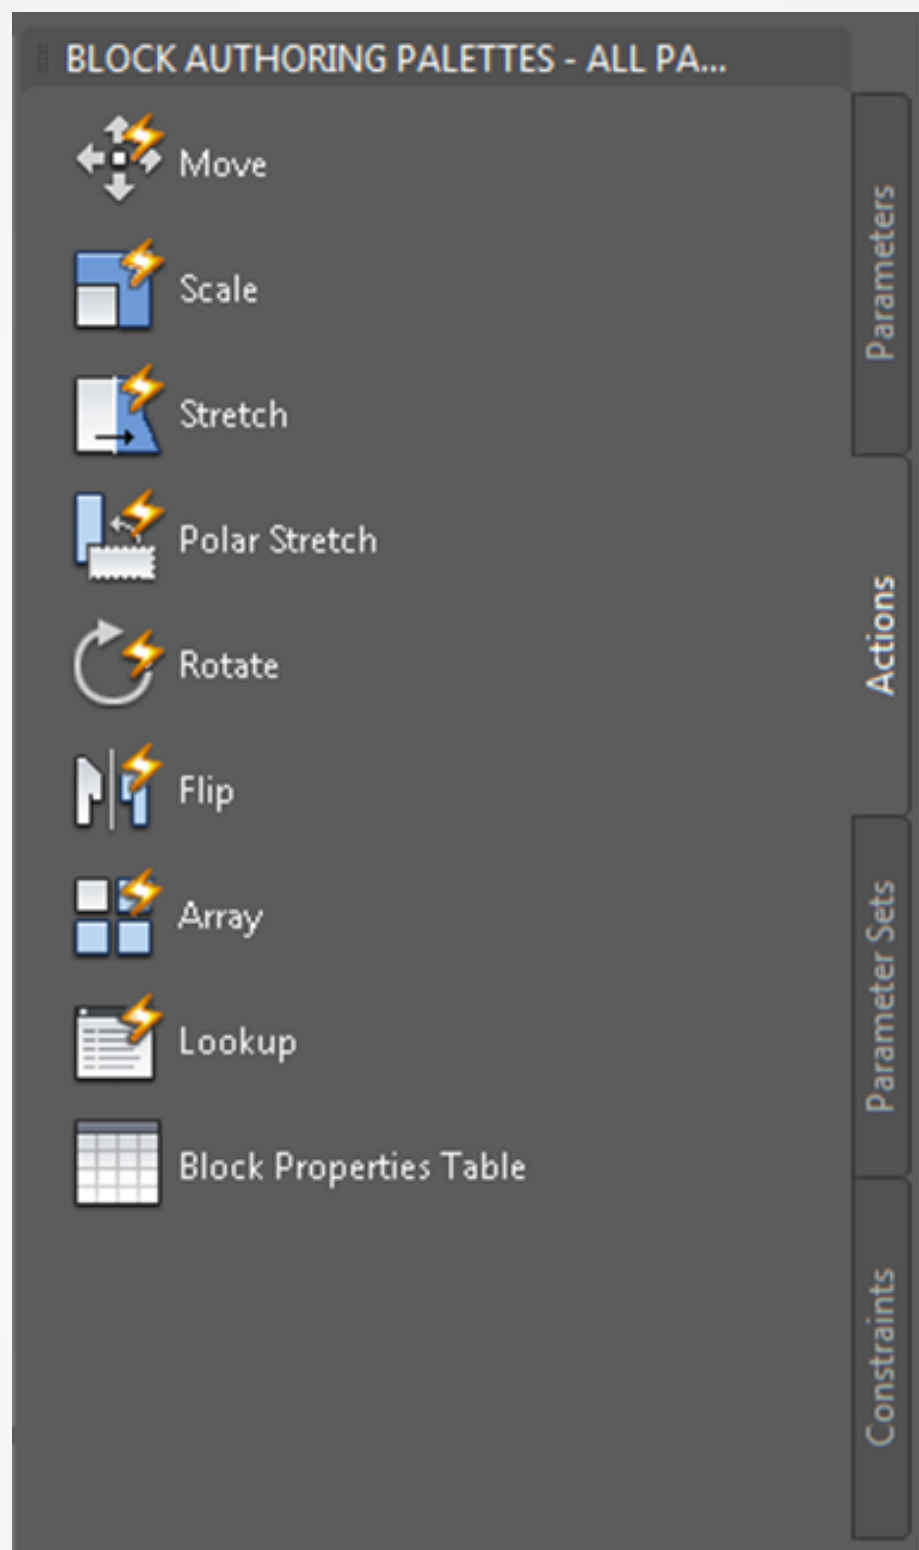 BLOCK AUTHORING PALETTES - ALL PA...
Move
Scale
Stretch
Polar Stretch
Rotate
Flip
Array
Lookup
Block Properties Table
Parameters
Actions
Parameter Sets
Constraints